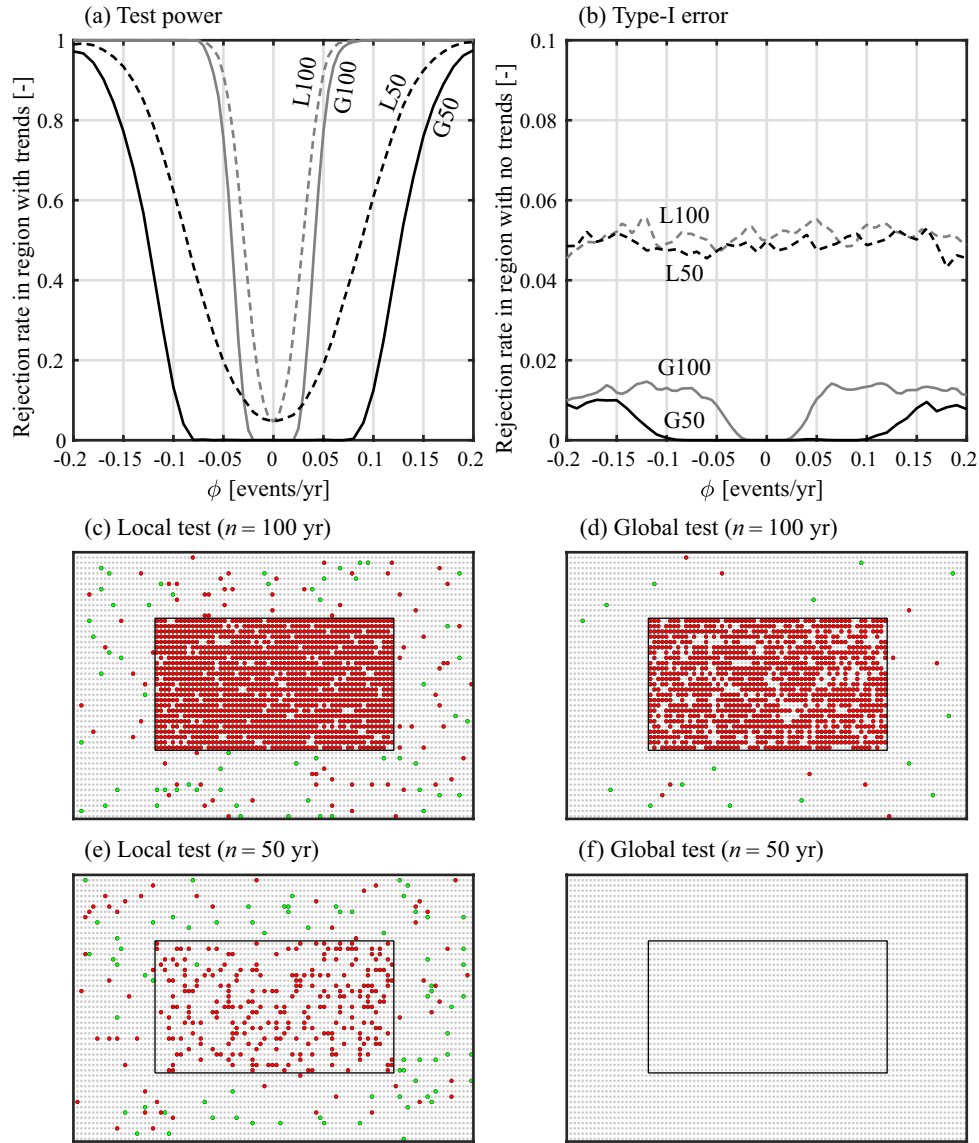 (a) Test power
(b) Type-I error
Rejection rate in region with trends [-]
1
0.8
0.6
0.4
0.2
0
L100
G100
L50
G50
-0.2
-0.15
-0.1
-0.05
0
0.05
0.1
0.15
0.2
ϕ [events/yr]
Rejection rate in region with no trends [-]
0.1
0.08
0.06
0.04
0.02
0
L100
L50
G100
G50
-0.2
-0.15
-0.1
-0.05
0
0.05
0.1
0.15
0.2
ϕ [events/yr]
(c) Local test (n = 100 yr)
(d) Global test (n = 100 yr)
(e) Local test (n = 50 yr)
(f) Global test (n = 50 yr)